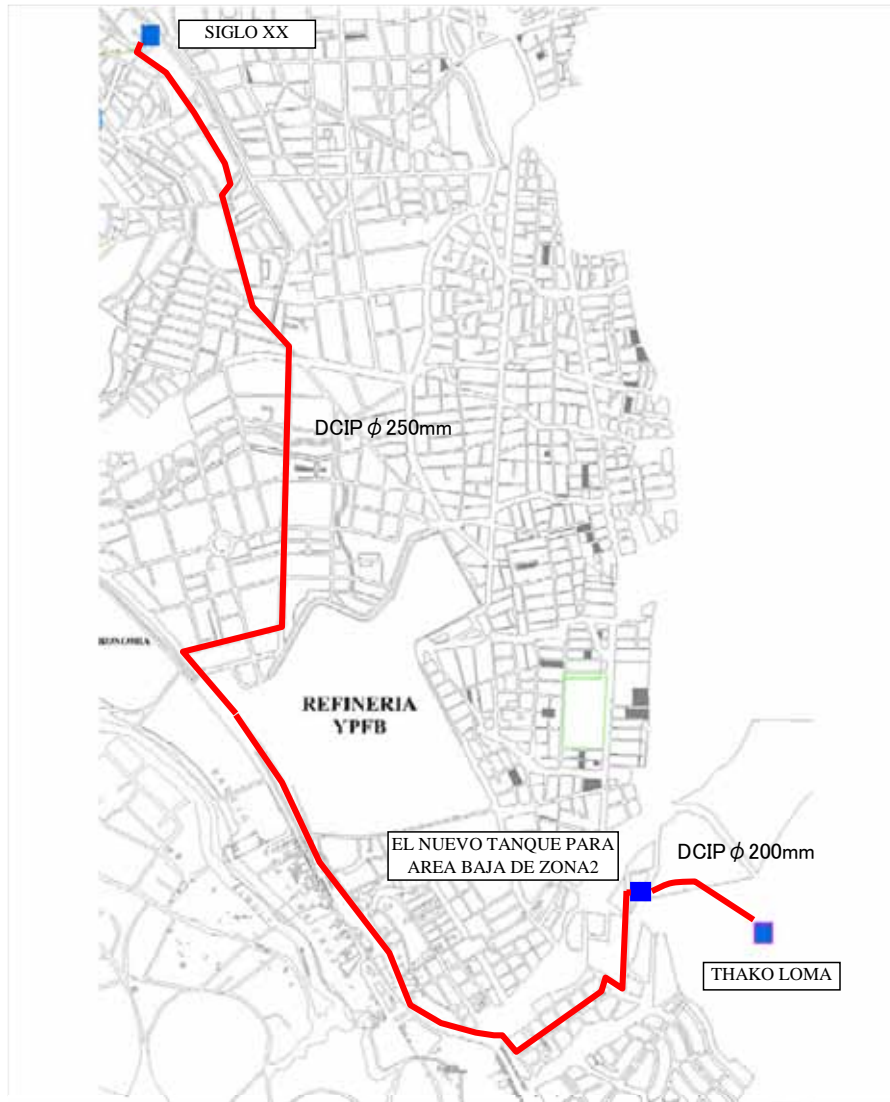 SIGLO XX
DCIP φ 250mm
REFINERIA
YPFB
EL NUEVO TANQUE PARA
AREA BAJA DE ZONA2
DCIP φ 200mm
THAKO LOMA